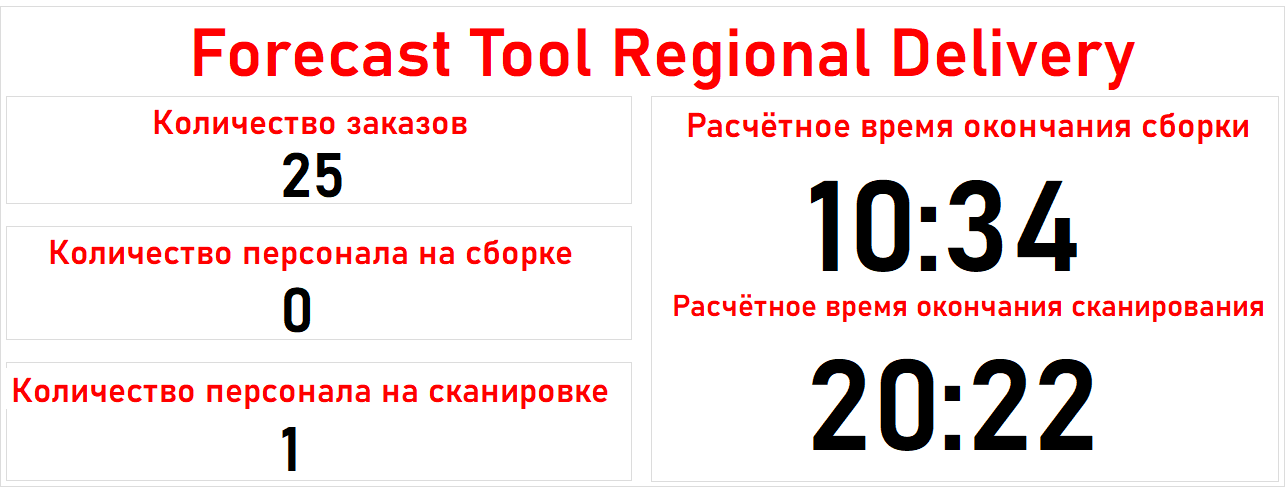 Forecast Tool Regional Delivery
Количество заказов
25
Количество персонала на сборке
0
Количество персонала на сканировке
1
Расчётное время окончания сборки
10:34
Расчётное время окончания сканирования
20:22